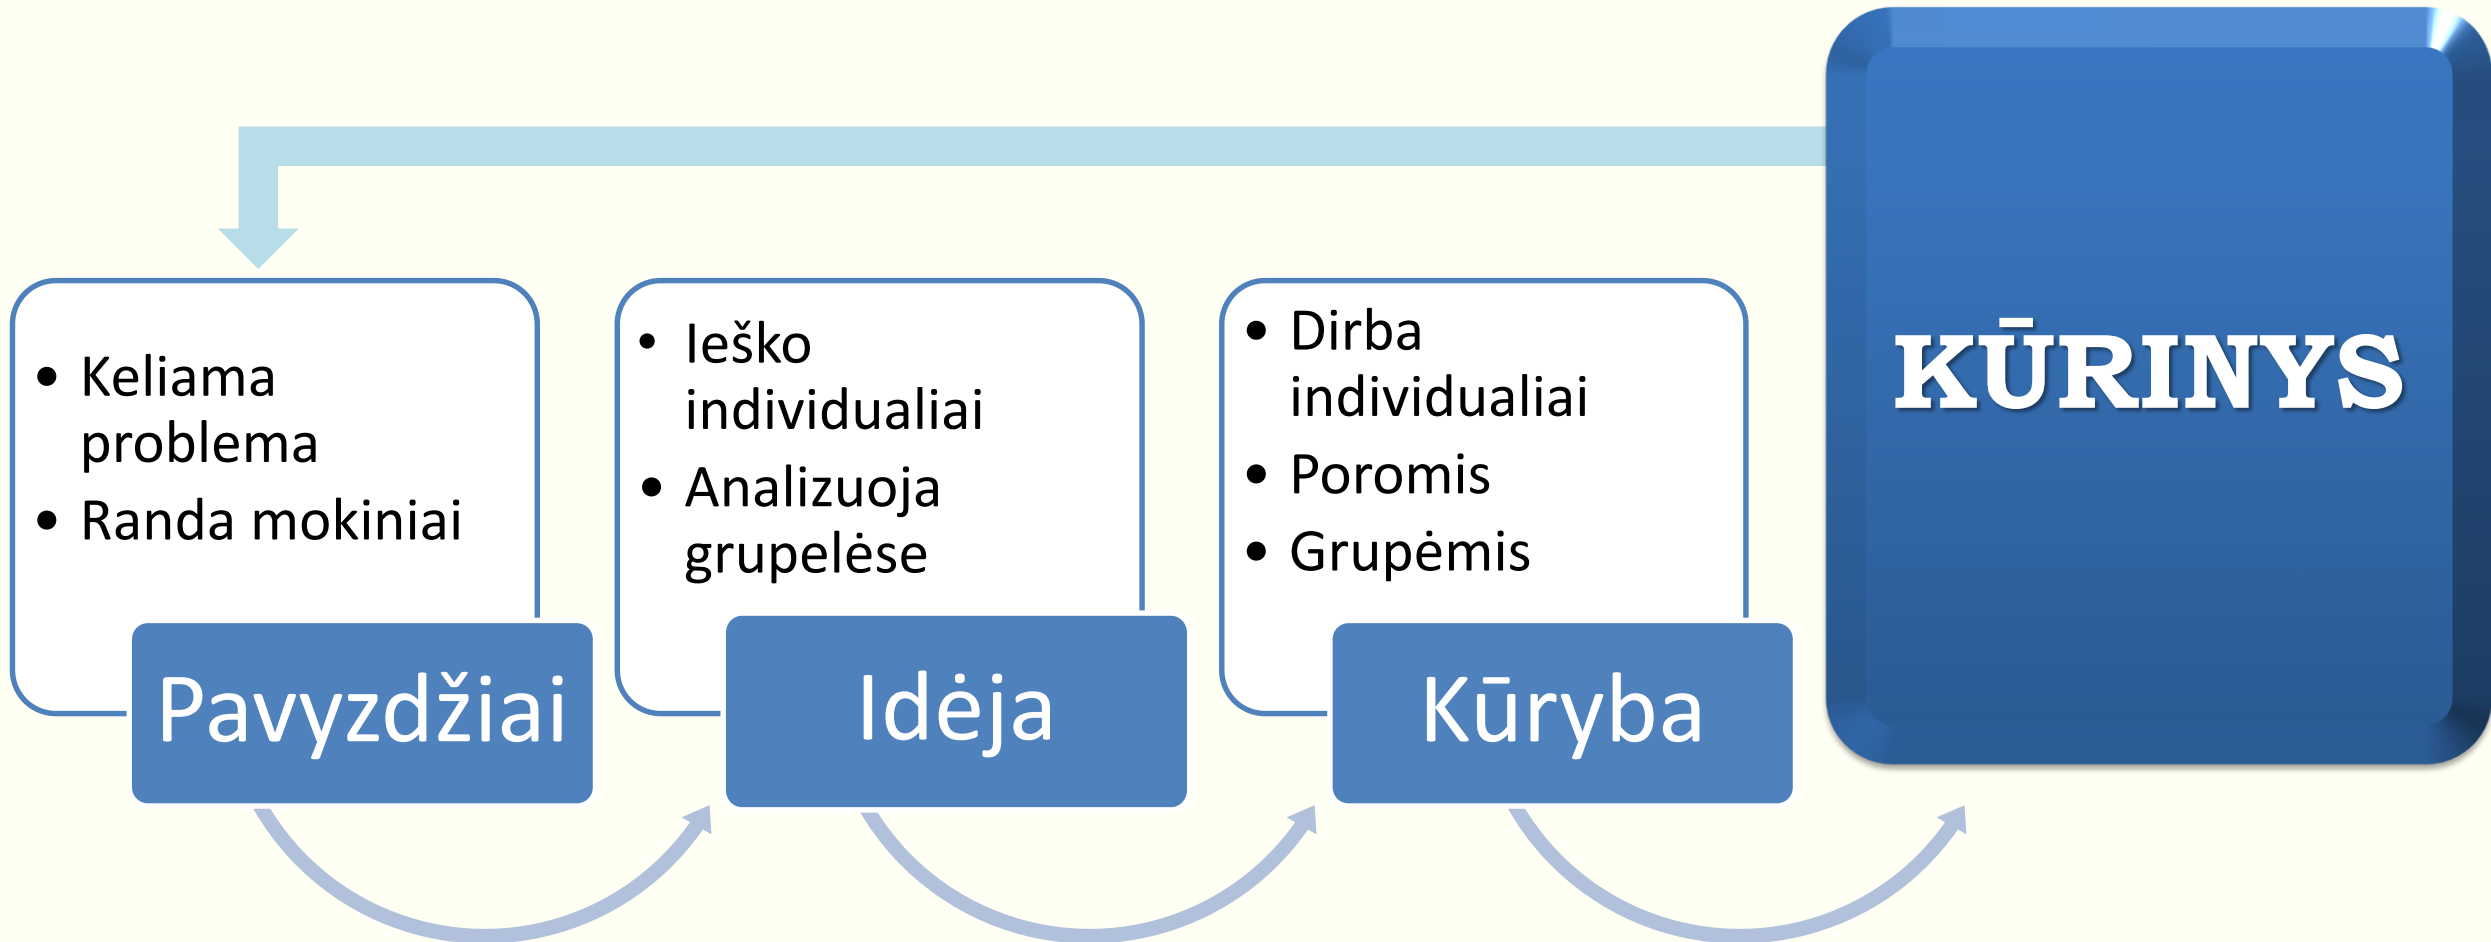 • Keliama
problema
• Randa mokiniai
Pavyzdžiai
• Ieško
individualiai
• Analizuoja
grupelėse
Idėja
• Dirba
individualiai
• Poromis
• Grupėmis
Kūryba
KŪRINYS